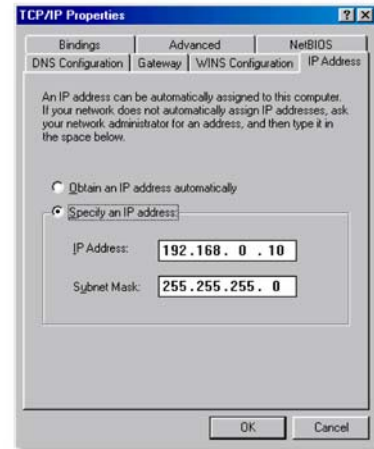 TCP/IP Properties
Bindings Advanced NetBIOS
DNS Configuration Gateway WINS Configuration IP Address
An IP address can be automatically assigned to this computer.
If your network does not automatically assign IP addresses, ask
your network administrator for an address, and then type it in
the space below.
Obtain an IP address automatically
Specify an IP address:
IP Address: 192.168. 0 .10
Subnet Mask: 255.255.255. 0
OK Cancel